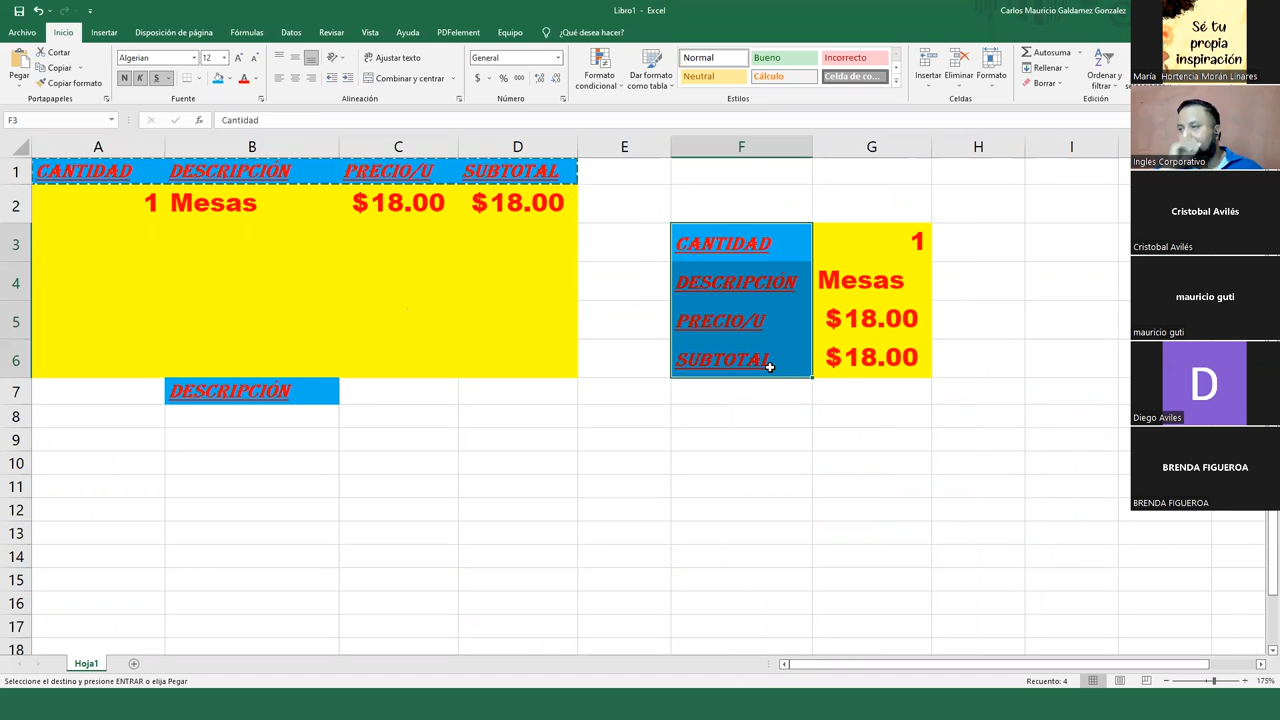 Libro1 - Excel
Carlos Mauricio Galdamez Gonzalez
Archivo Inicio Insertar Disposición de página Fórmulas Datos Revisar Vista Ayuda PDFelement Equipo ¿Qué desea hacer?
Pegar
Cortar
Copiar
Copiar formato
Portapapeles
Algerian 12
N K S
Fuente
Ajustar texto
Combinar y centrar
Alineación
General
$ % 000
Número
Formato condicional
Dar formato como tabla
Normal Bueno Incorrecto
Neutral Cálculo Celda de co...
Estilos
Insertar Eliminar Formato
Celdas
Autosuma
Rellenar
Borrar
Ordenar y filtrar
Edición
F3 fx Cantidad
A B C D E F G H I
1 CANTIDAD DESCRIPCIÓN PRECIO/U SUBTOTAL
2 1 Mesas $18.00 $18.00
3 CANTIDAD 1
4 DESCRIPCIÓN Mesas
5 PRECIO/U $18.00
6 SUBTOTAL $18.00
7 DESCRIPCIÓN
8
9
10
11
12
13
14
15
16
17
18
Hoja1
Seleccione el destino y presione ENTRAR o elija Pegar
Recuento: 4
175%
Sé tu
propia
inspiración
María Hortencia Morán Linares
Ingles Corporativo
Cristobal Avilés
Cristobal Avilés
mauricio guti
mauricio guti
D
Diego Aviles
BRENDA FIGUEROA
BRENDA FIGUEROA